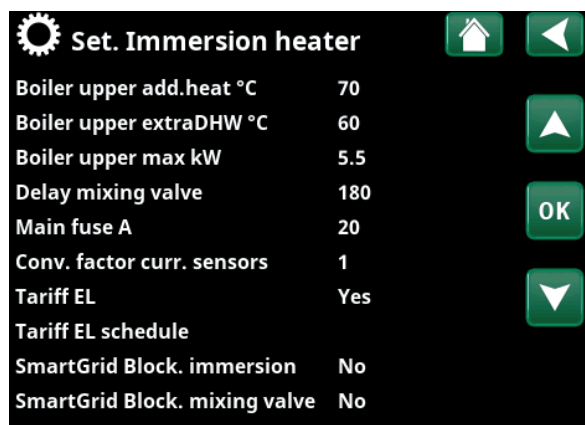 Set. Immersion heater
Boiler upper add.heat °C 70
Boiler upper extraDHW °C 60
Boiler upper max kW 5.5
Delay mixing valve 180
Main fuse A 20
OK
Conv. factor curr. sensors 1
Tariff EL Yes
Tariff EL schedule
SmartGrid Block. immersion No
SmartGrid Block. mixing valve No